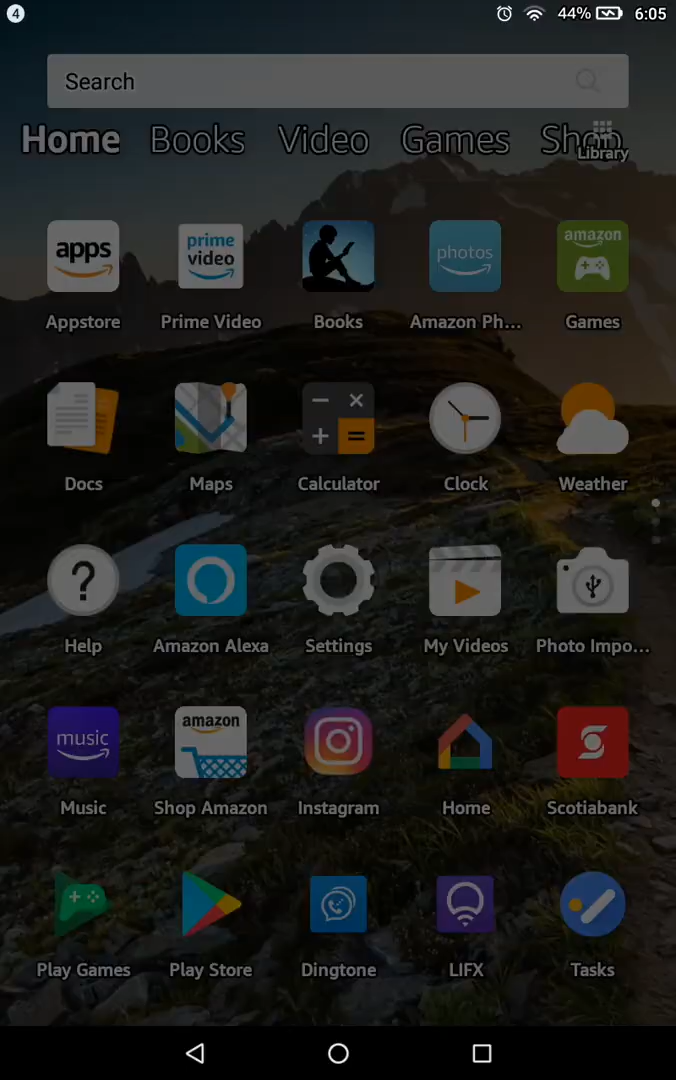 4
44% 6:05
Search
Home Books Video Games Shop
Library
apps
prime
video
photos
amazon
Appstore Prime Video Books Amazon Ph... Games
Docs Maps Calculator Clock Weather
?
Help Amazon Alexa Settings My Videos Photo Impo...
music
amazon
S
Music Shop Amazon Instagram Home Scotiabank
Play Games Play Store Dingtone LIFX Tasks